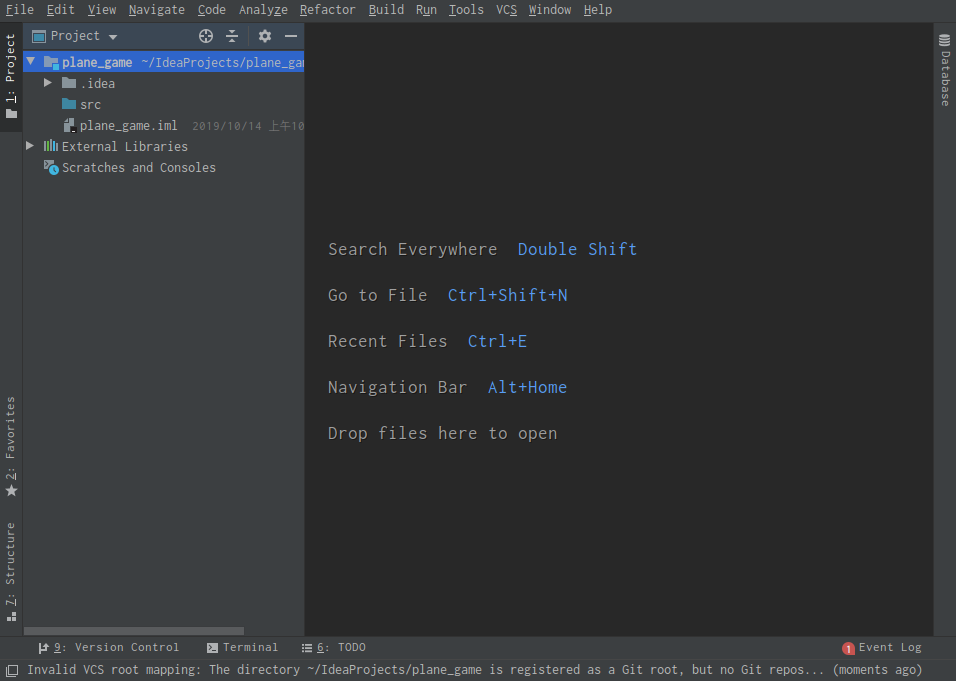 File Edit View Navigate Code Analyze Refactor Build Run Tools VCS Window Help
1: Project
Project
plane_game ~/IdeaProjects/plane_gam
.idea
src
plane_game.iml 2019/10/14 上午10
External Libraries
Scratches and Consoles
Database
Search Everywhere Double Shift
Go to File Ctrl+Shift+N
Recent Files Ctrl+E
Navigation Bar Alt+Home
Drop files here to open
2: Favorites
7: Structure
9: Version Control Terminal 6: TODO 1 Event Log
Invalid VCS root mapping: The directory ~/IdeaProjects/plane_game is registered as a Git root, but no Git repos... (moments ago)